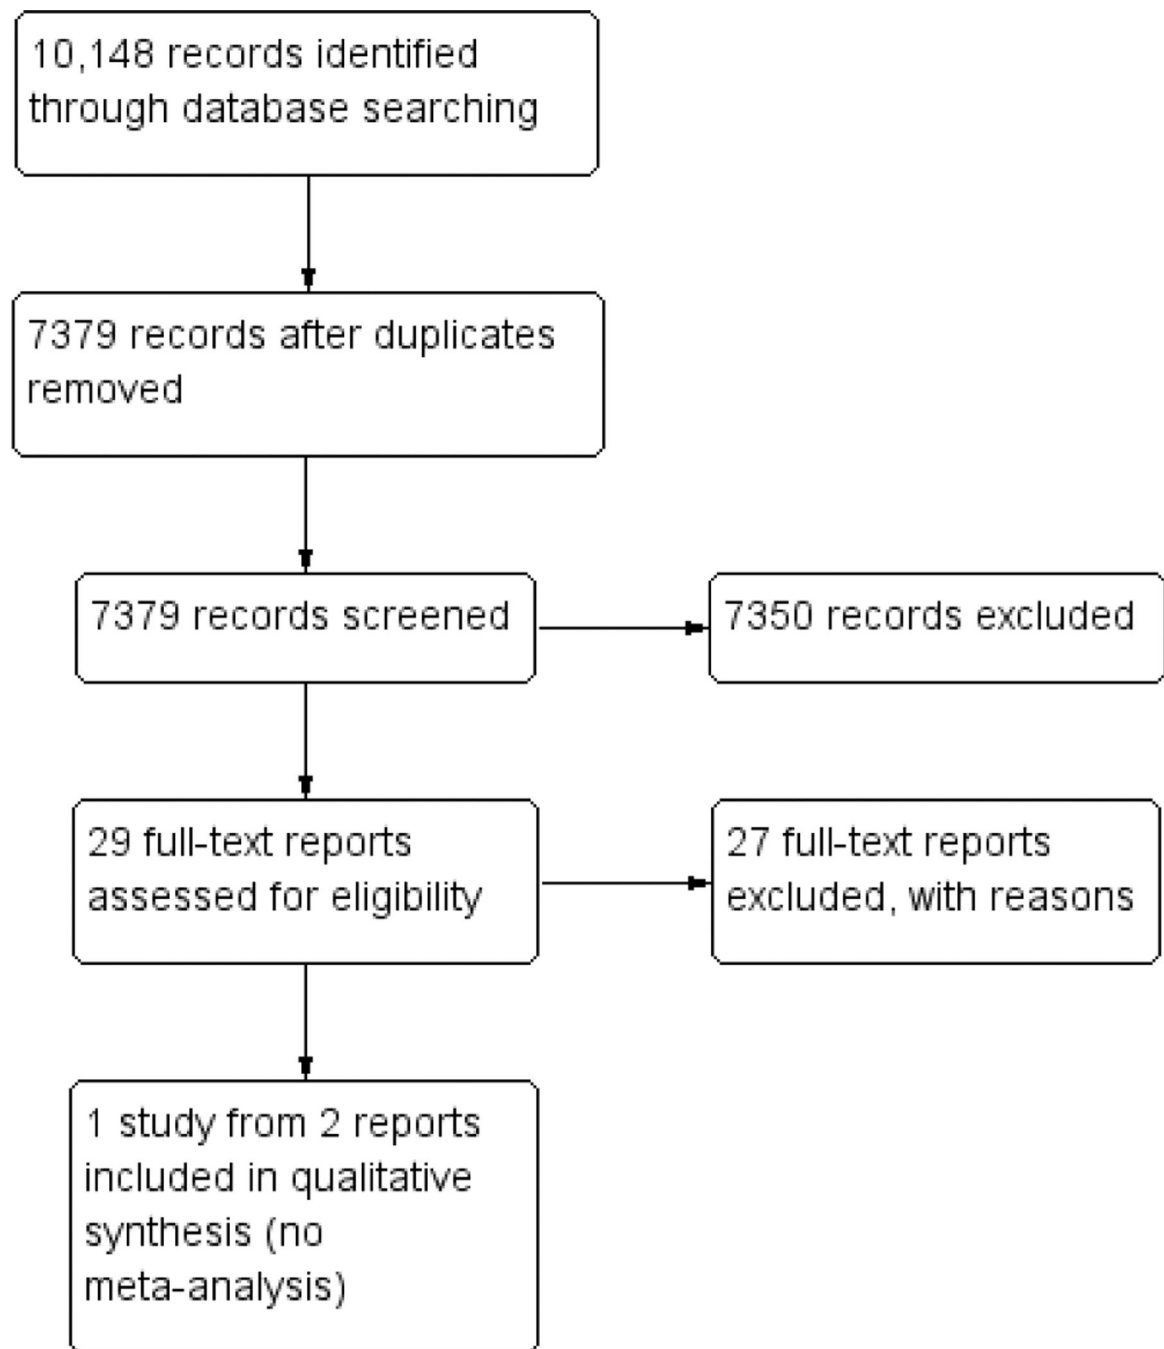 10,148 records identified
through database searching
7379 records after duplicates
removed
7379 records screened
7350 records excluded
29 full-text reports
assessed for eligibility
27 full-text reports
excluded, with reasons
1 study from 2 reports
included in qualitative
synthesis (no
meta-analysis)